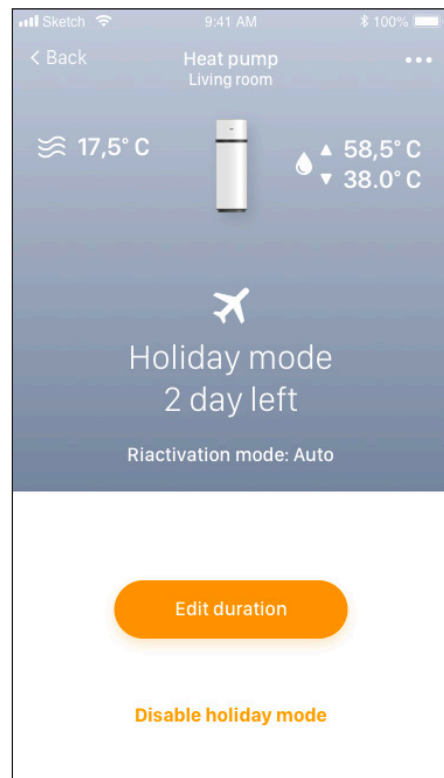 Sketch 9:41 AM 100%
Back Heat pump
Living room
17,5° C
▲ 58,5° C
▼ 38.0° C
Holiday mode
2 day left
Riactivation mode: Auto
Edit duration
Disable holiday mode